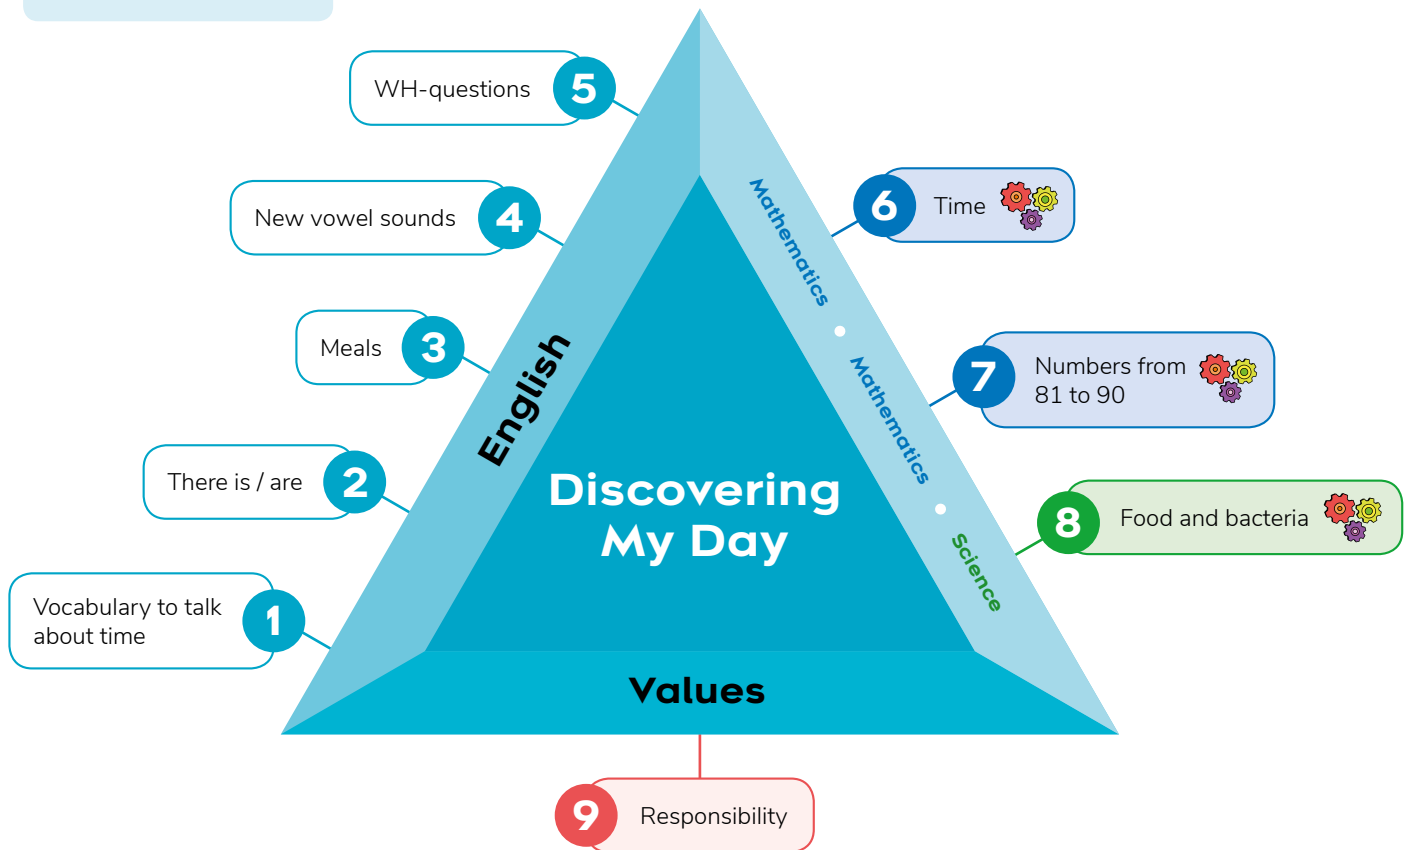 WH-questions 5
New vowel sounds 4
Meals 3
There is / are 2
Vocabulary to talk
about time
1
English
Discovering
My Day
Mathematics
Mathematics
Science
6 Time
7 Numbers from
81 to 90
8 Food and bacteria
Values
9 Responsibility